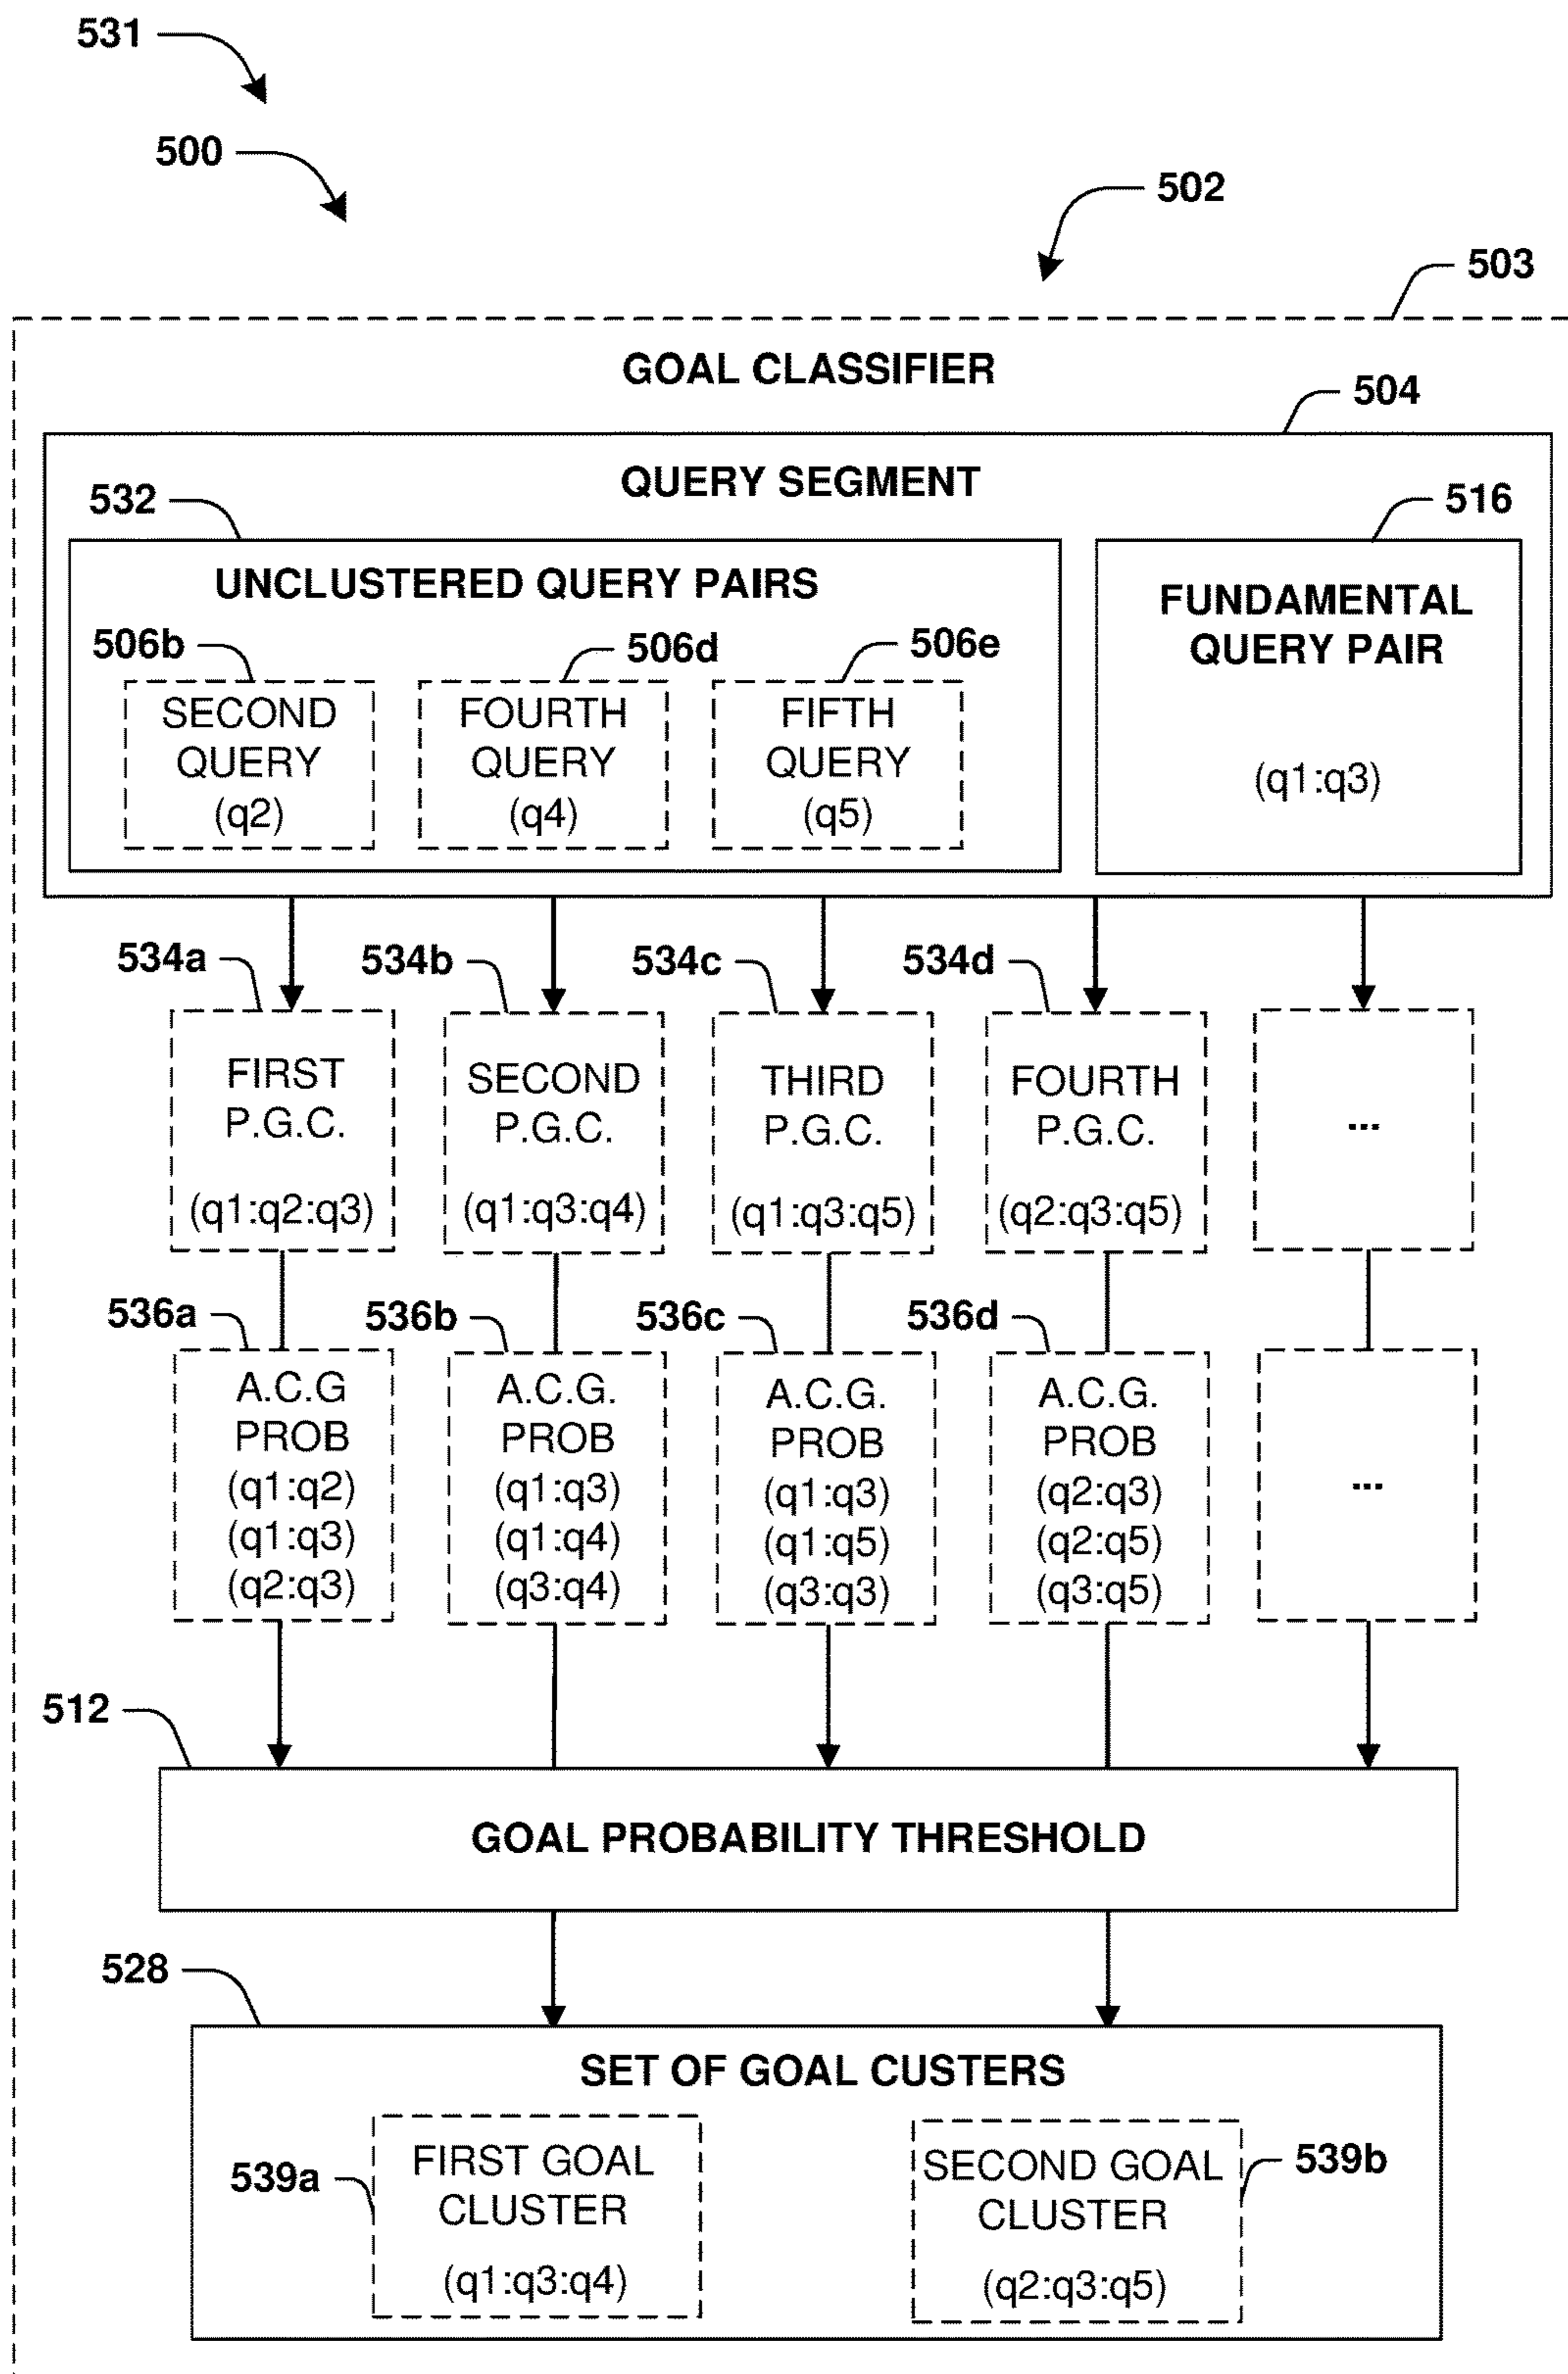 531
500
502
503
GOAL CLASSIFIER
504
QUERY SEGMENT
532
516
UNCLUSTERED QUERY PAIRS
FUNDAMENTAL
QUERY PAIR
(q1:q3)
506b
506d
506e
SECOND
QUERY
(q2)
FOURTH
QUERY
(q4)
FIFTH
QUERY
(q5)
534a
534b
534c
534d
FIRST
P.G.C.
(q1:q2:q3)
SECOND
P.G.C.
(q1:q3:q4)
THIRD
P.G.C.
(q1:q3:q5)
FOURTH
P.G.C.
(q2:q3:q5)
...
536a
536b
536c
536d
A.C.G
PROB
(q1:q2)
(q1:q3)
(q2:q3)
A.C.G.
PROB
(q1:q3)
(q1:q4)
(q3:q4)
A.C.G.
PROB
(q1:q3)
(q1:q5)
(q3:q3)
A.C.G.
PROB
(q2:q3)
(q2:q5)
(q3:q5)
...
512
GOAL PROBABILITY THRESHOLD
528
SET OF GOAL CUSTERS
539a
FIRST GOAL
CLUSTER
(q1:q3:q4)
SECOND GOAL
CLUSTER
(q2:q3:q5)
539b